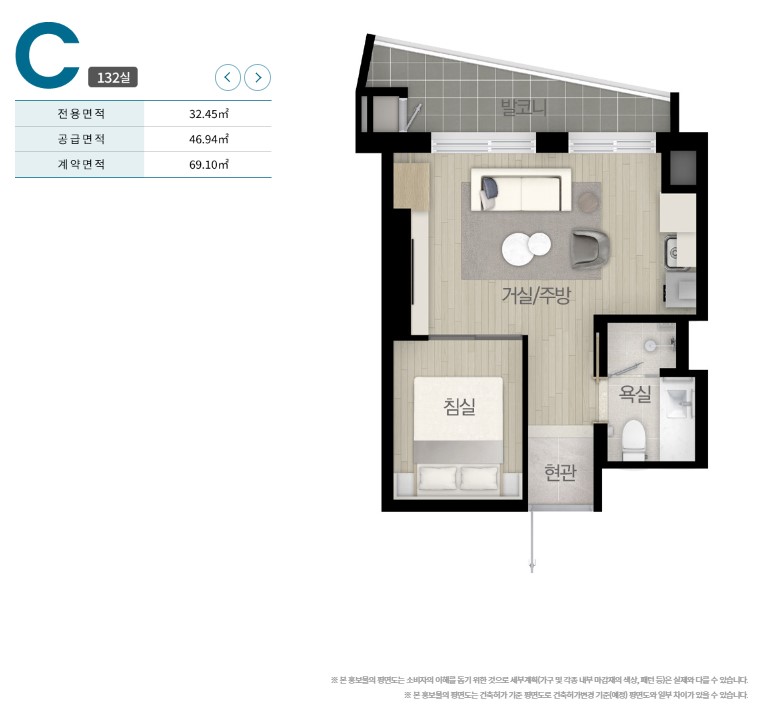 C 132실
전용면적 32.45㎡
공급면적 46.94㎡
계약면적 69.10㎡
발코니
거실/주방
침실
욕실
현관
※ 본 홍보물의 평면도는 소비자의 이해를 돕기 위한 것으로 세부계획(가구 및 각종 내부 마감재의 색상, 패턴 등)은 실제와 다를 수 있습니다.
※ 본 홍보물의 평면도는 건축허가 기준 평면도로 건축허가변경 기준(예정) 평면도와 일부 차이가 있을 수 있습니다.